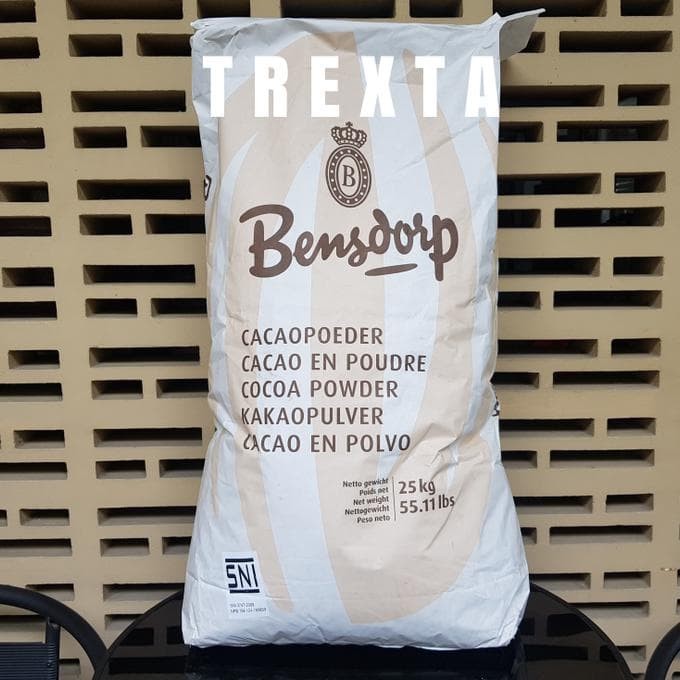 TREXTA
B
Bensdorp
CACAOPOEDER
CACAO EN POUDRE
COCOA POWDER
KAKAOPULVER
CACAO EN POLVO
Netto gewicht
Poids net
Net weight
Nettogewicht
Peso neto
25 kg
55.11 lbs
SNI